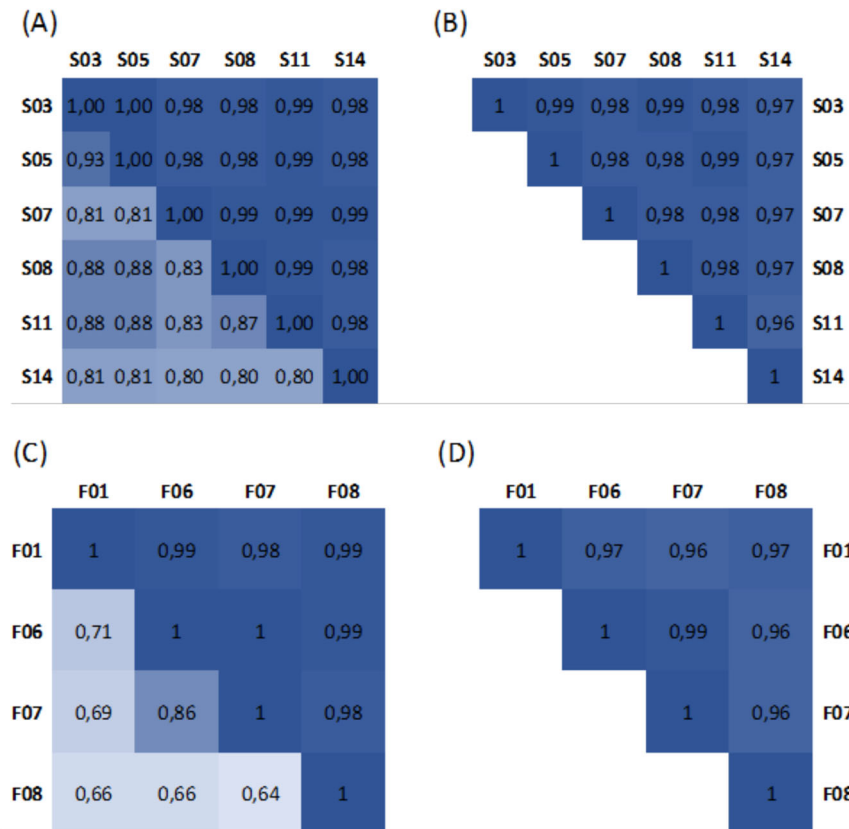 (A)
S03 S05 S07 S08 S11 S14
S03 1,00 1,00 0,98 0,98 0,99 0,98
S05 0,93 1,00 0,98 0,98 0,99 0,98
S07 0,81 0,81 1,00 0,99 0,99 0,99
S08 0,88 0,88 0,83 1,00 0,99 0,98
S11 0,88 0,88 0,83 0,87 1,00 0,98
S14 0,81 0,81 0,80 0,80 0,80 1,00
(B)
S03 S05 S07 S08 S11 S14
1 0,99 0,98 0,99 0,98 0,97 S03
1 0,98 0,98 0,99 0,97 S05
1 0,98 0,98 0,97 S07
1 0,98 0,97 S08
1 0,96 S11
1 S14
(C)
F01 F06 F07 F08
F01 1 0,99 0,98 0,99
F06 0,71 1 1 0,99
F07 0,69 0,86 1 0,98
F08 0,66 0,66 0,64 1
(D)
F01 F06 F07 F08
1 0,97 0,96 0,97 F01
1 0,99 0,96 F06
1 0,96 F07
1 F08